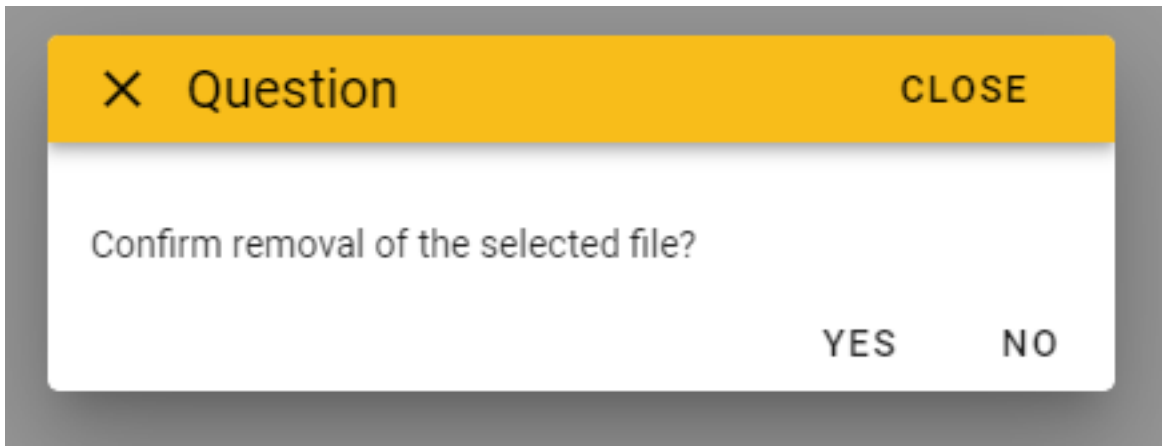 Question CLOSE
Confirm removal of the selected file?
YES NO